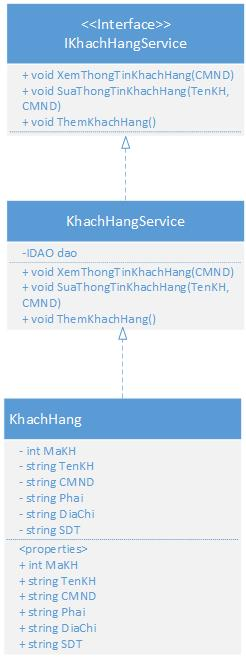 <<Interface>>
IKhachHangService
+ void XemThongTinKhachHang(CMND)
+ void SuaThongTinKhachHang(TenKH,
CMND)
+ void ThemKhachHang()
KhachHangService
-IDAO dao
+ void XemThongTinKhachHang(CMND)
+ void SuaThongTinKhachHang(TenKH,
CMND)
+ void ThemKhachHang()
KhachHang
- int MaKH
- string TenKH
- string CMND
- string Phai
- string DiaChi
- string SDT
<properties>
+ int MaKH
+ string TenKH
+ string CMND
+ string Phai
+ string DiaChi
+ string SDT